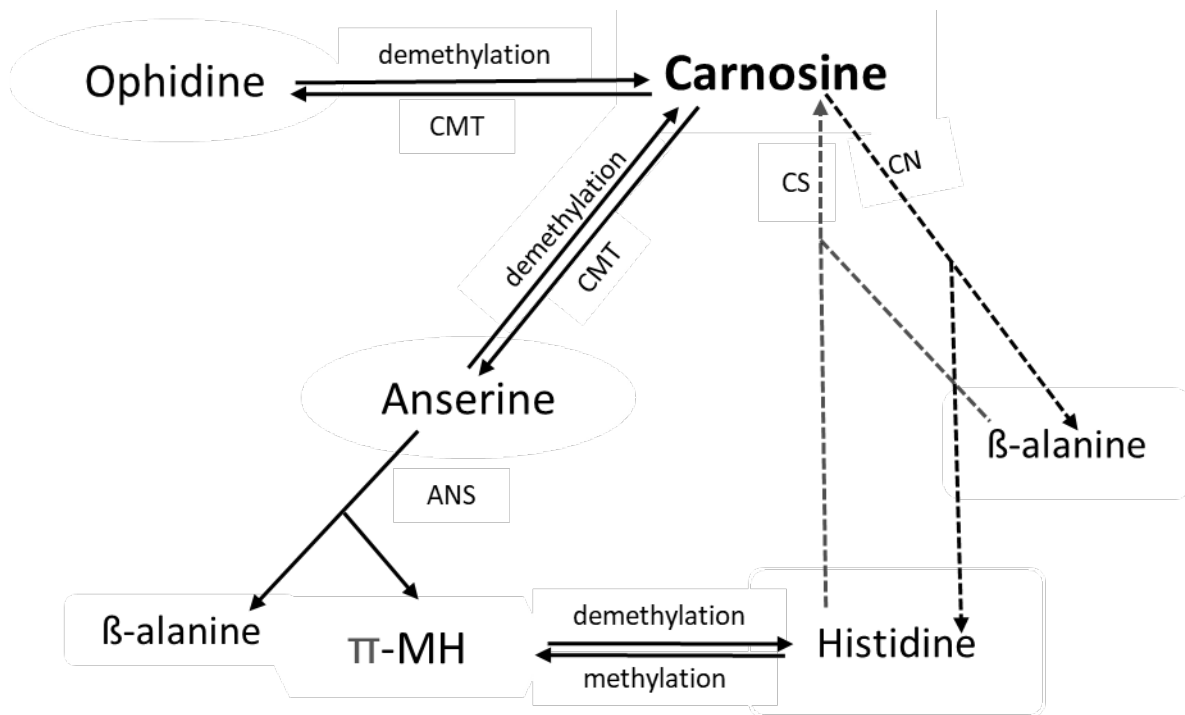 demethylation
Ophidine
Carnosine
CMT
CS
CN
demethylation
CMT
Anserine
ß-alanine
ANS
ß-alanine
π-MH
demethylation
Histidine
methylation